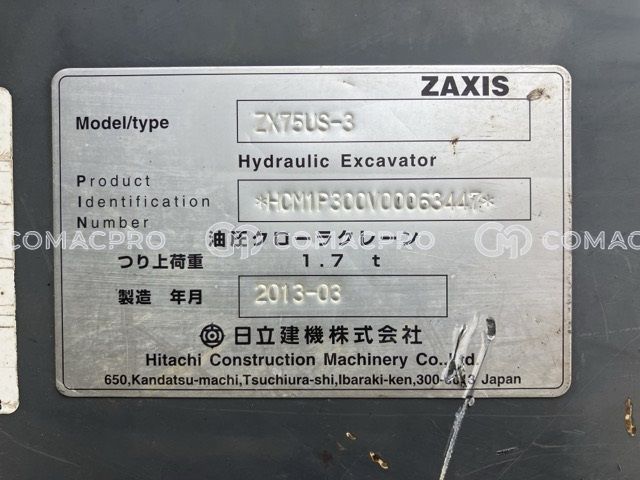 ZAXIS
Model/type ZX75US-3
Hydraulic Excavator
Product
Identification *HCM1P300V00063447*
Number
PIN
油圧クローラクレーン
つり上荷重 1.7 t
製造 年月 2013-03
日立建機株式会社
Hitachi Construction Machinery Co.,Ltd
650,Kandatsu-machi,Tsuchiura-shi,Ibaraki-ken, Japan
COMACPRO
COMACPRO